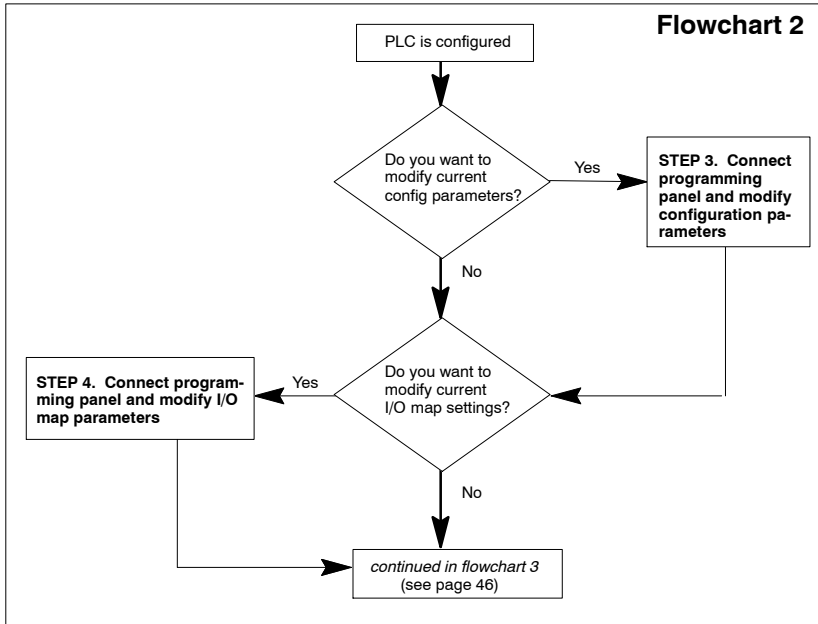 Flowchart 2
PLC is configured
Do you want to
modify current
config parameters?
Yes
STEP 3. Connect
programming
panel and modify
configuration pa-
rameters
No
Do you want to
modify current
I/O map settings?
Yes
STEP 4. Connect program-
ming panel and modify I/O
map parameters
No
continued in flowchart 3
(see page 46)